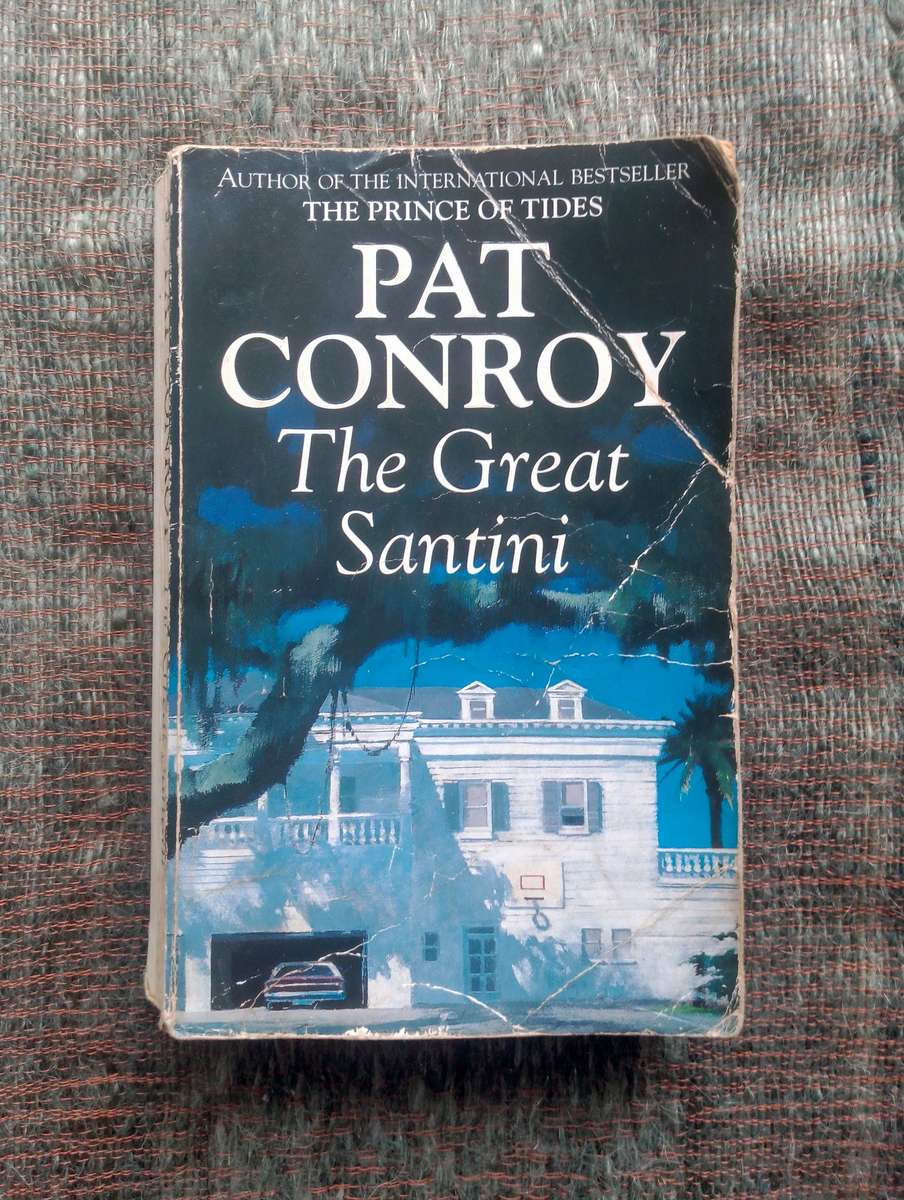 AUTHOR OF THE INTERNATIONAL BESTSELLER
THE PRINCE OF TIDES
PAT
CONROY
The Great
Santini